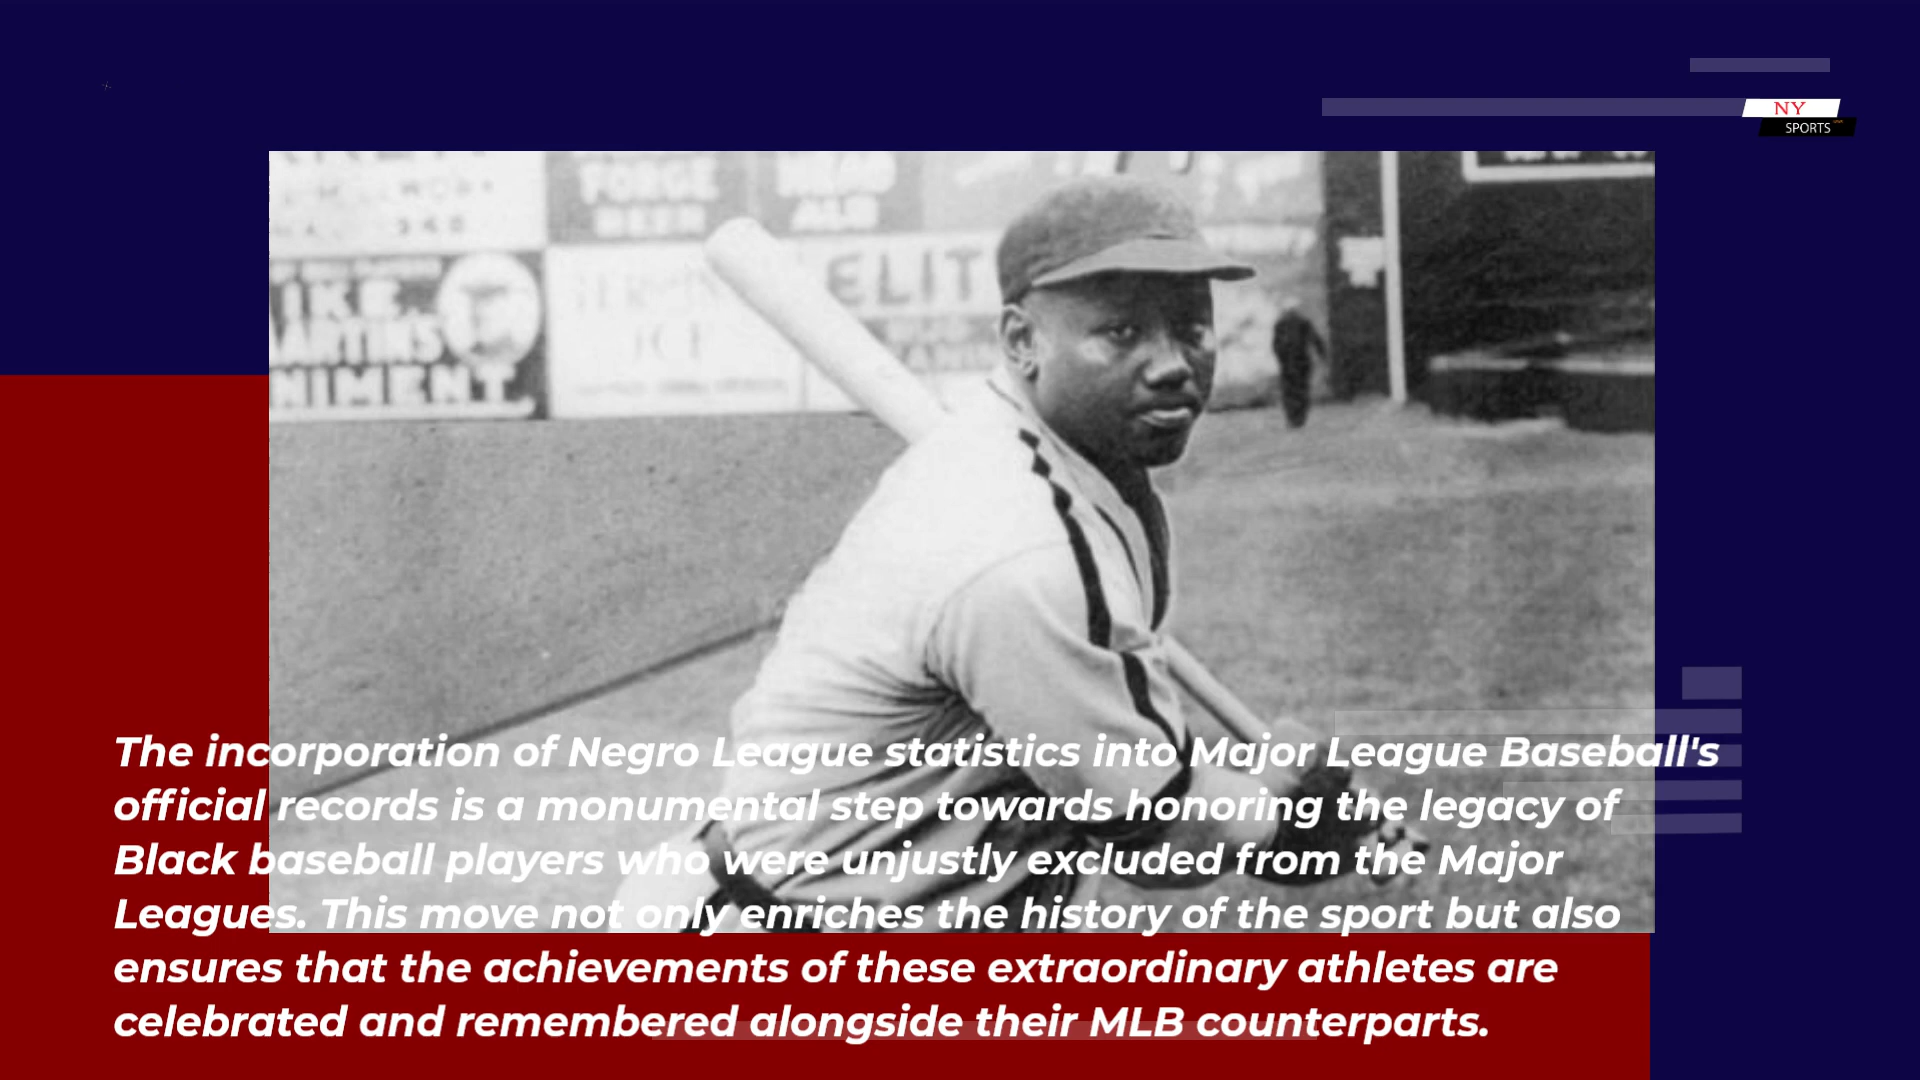 NY
SPORTS
FORGE
BEER
ALE
ELIT
The incorporation of Negro League statistics into Major League Baseball's
official records is a monumental step towards honoring the legacy of
Black baseball players who were unjustly excluded from the Major
Leagues. This move not only enriches the history of the sport but also
ensures that the achievements of these extraordinary athletes are
celebrated and remembered alongside their MLB counterparts.